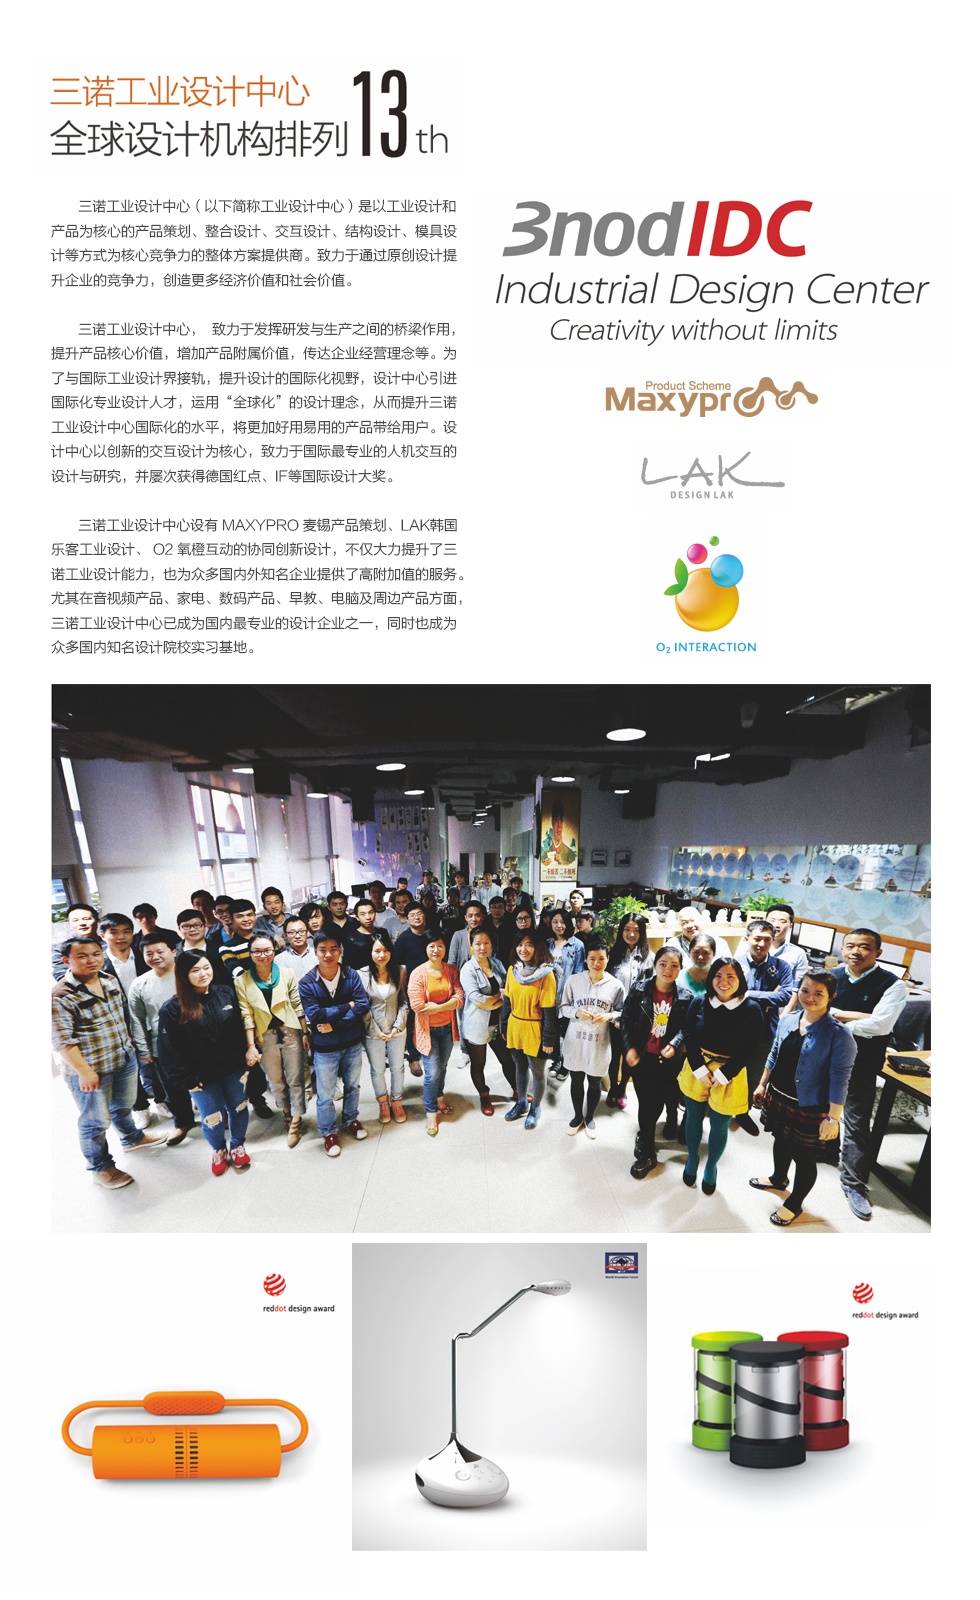 三诺工业设计中心
全球设计机构排列13th
三诺工业设计中心（以下简称工业设计中心）是以工业设计和
产品为核心的产品策划、整合设计、交互设计、结构设计、模具设
计等方式为核心竞争力的整体方案提供商。致力于通过原创设计提
升企业的竞争力，创造更多经济价值和社会价值。
三诺工业设计中心， 致力于发挥研发与生产之间的桥梁作用，
提升产品核心价值，增加产品附属价值，传达企业经营理念等。为
了与国际工业设计界接轨，提升设计的国际化视野，设计中心引进
国际化专业设计人才，运用“全球化”的设计理念，从而提升三诺
工业设计中心国际化的水平，将更加好用易用的产品带给用户。设
计中心以创新的交互设计为核心，致力于国际最专业的人机交互的
设计与研究，并屡次获得德国红点、IF等国际设计大奖。
三诺工业设计中心设有 MAXYPRO 麦锡产品策划、LAK韩国
乐客工业设计、 O2 氧橙互动的协同创新设计，不仅大力提升了三
诺工业设计能力，也为众多国内外知名企业提供了高附加值的服务。
尤其在音视频产品、家电、数码产品、早教、电脑及周边产品方面，
三诺工业设计中心已成为国内最专业的设计企业之一，同时也成为
众多国内知名设计院校实习基地。
3nodIDC
Industrial Design Center
Creativity without limits
Product Scheme
Maxypro
LAK
DESIGN LAK
O₂ INTERACTION
reddot design award
World Innovation Forum
reddot design award